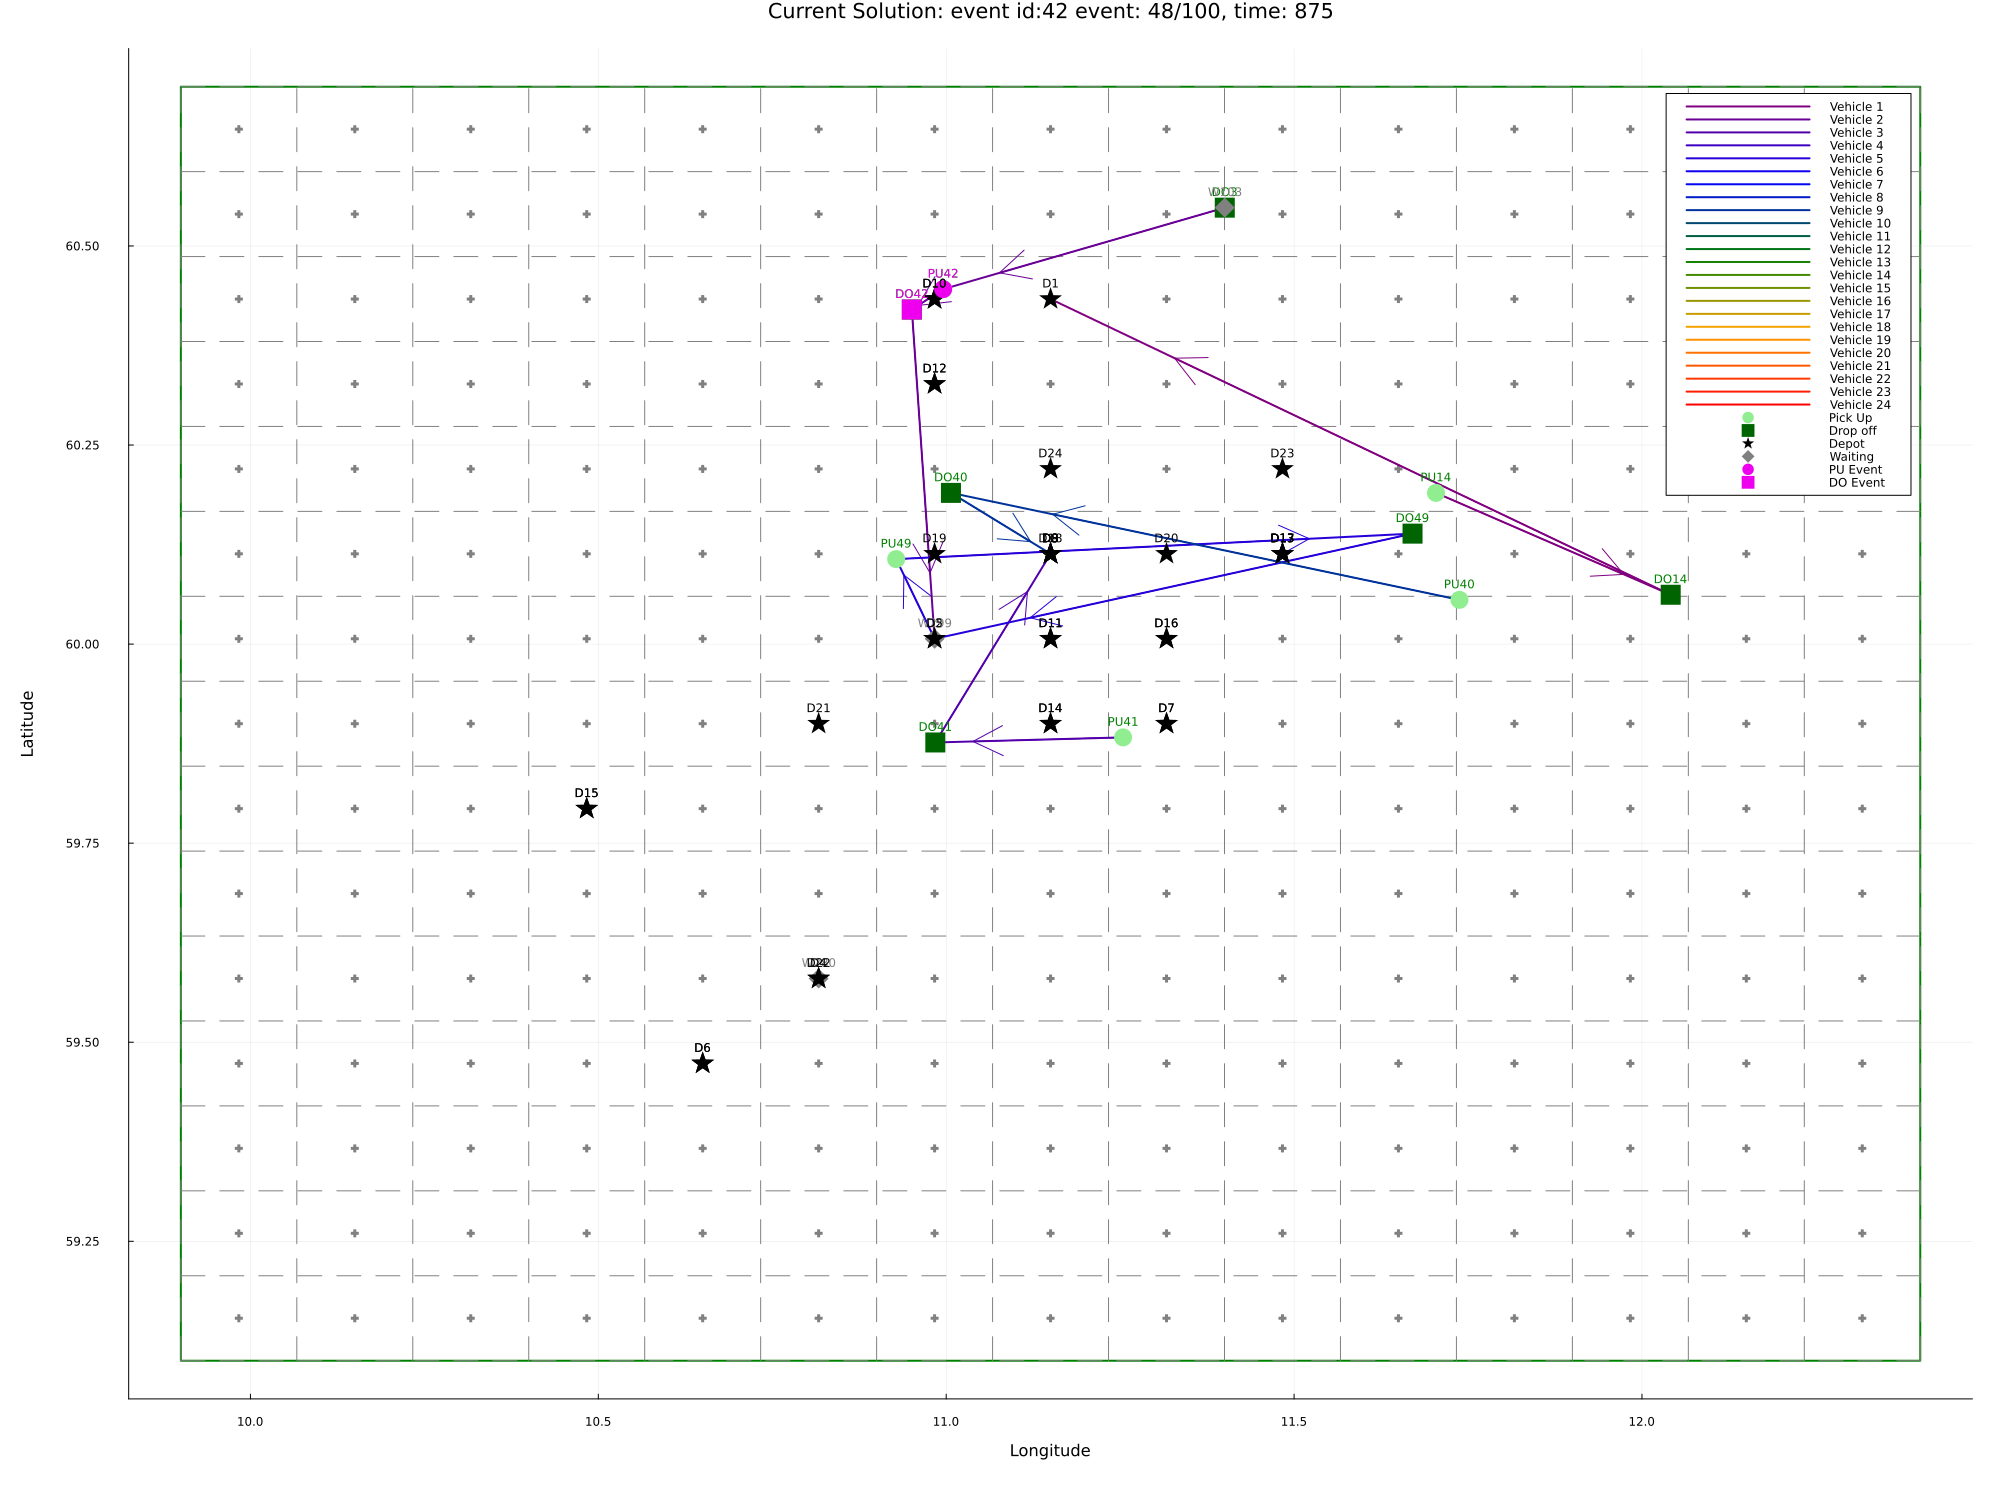 Current Solution: event id:42 event: 48/100, time: 875
Vehicle 1
Vehicle 2
Vehicle 3
Vehicle 4
Vehicle 5
Vehicle 6
Vehicle 7
Vehicle 8
Vehicle 9
Vehicle 10
Vehicle 11
Vehicle 12
Vehicle 13
Vehicle 14
Vehicle 15
Vehicle 16
Vehicle 17
Vehicle 18
Vehicle 19
Vehicle 20
Vehicle 21
Vehicle 22
Vehicle 23
Vehicle 24
Pick Up
Drop off
Depot
Waiting
PU Event
DO Event
DO3
PU42
D10
D1
DO42
D12
D24
D23
DO40
PU14
DO49
PU49
D19
D20
PU40
DO14
D11
D16
D21
DO41
D14
D7
PU41
D15
D6
60.50
60.25
60.00
59.75
59.50
59.25
Latitude
10.0
10.5
11.0
11.5
12.0
Longitude